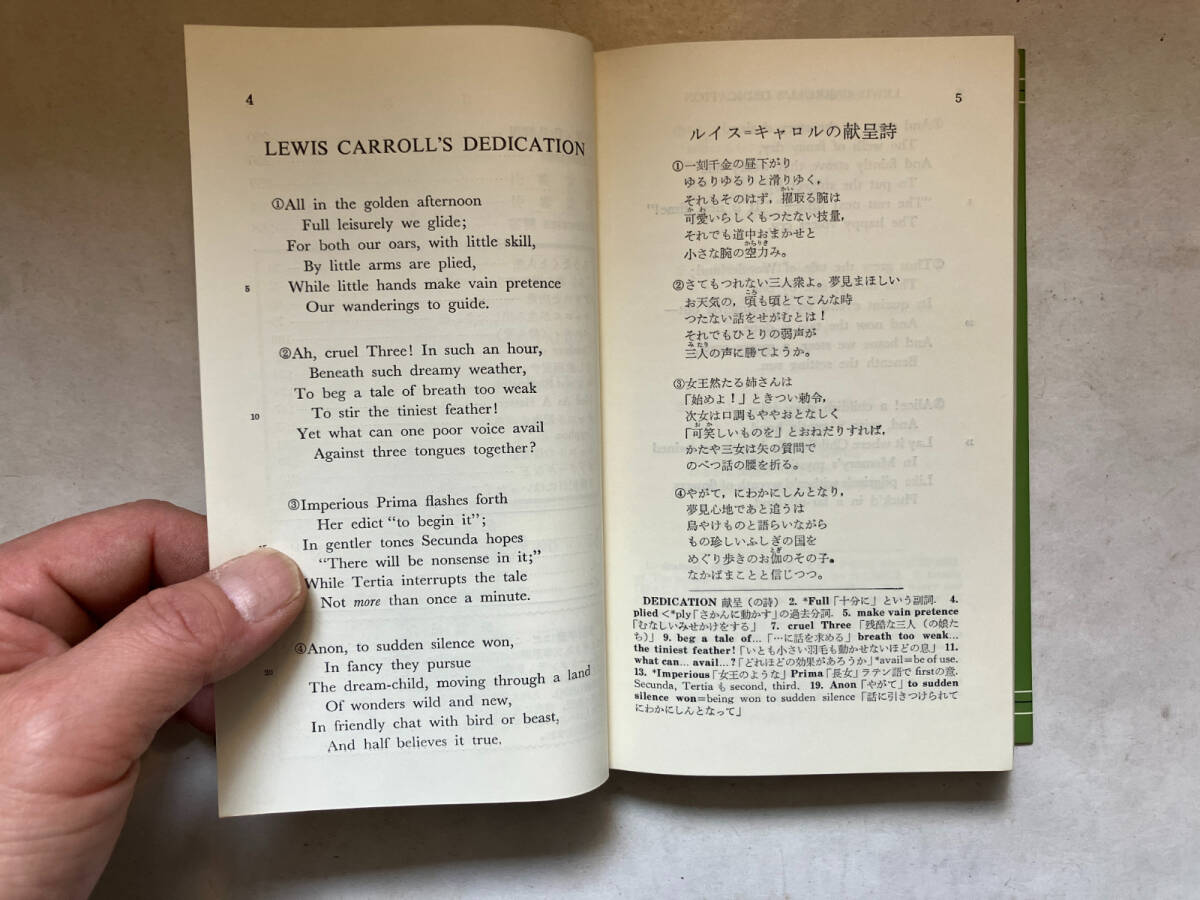 4
LEWIS CARROLL'S DEDICATION
①All in the golden afternoon
Full leisurely we glide;
For both our oars, with little skill,
By little arms are plied,
5 While little hands make vain pretence
Our wanderings to guide.
②Ah, cruel Three! In such an hour,
Beneath such dreamy weather,
To beg a tale of breath too weak
10 To stir the tiniest feather!
Yet what can one poor voice avail
Against three tongues together?
③Imperious Prima flashes forth
Her edict "to begin it";
In gentler tones Secunda hopes
"There will be nonsense in it;"
While Tertia interrupts the tale
Not more than once a minute.
④Anon, to sudden silence won,
20 In fancy they pursue
The dream-child, moving through a land
Of wonders wild and new,
In friendly chat with bird or beast,
And half believes it true.
5
ルイス=キャロルの献呈詩
①一刻千金の昼下がり
ゆるりゆるりと滑りゆく,
それもそのはず, 擢取る腕は
可愛いらしくもつたない技量,
それでも道中おまかせと
小さな腕の空力み。
②さてもつれない三人衆よ。夢見まほしい
お天気の, 頃も頃とてこんな時
つたない話をせがむとは!
それでもひとりの弱声が
三人の声に勝てようか。
③女王然たる姉さんは
「始めよ!」ときつい勅令,
次女は口調もややおとなしく
「可笑しいものを」とおねだりすれば,
かたや三女は矢の質問で
のべつ話の腰を折る。
④やがて, にわかにしんとなり,
夢見心地であと追うは
鳥やけものと語らいながら
もの珍しいふしぎの国を
めぐり歩きのお伽のその子。
なかばまことと信じつつ。
DEDICATION 献呈(の詩) 2. *Full「十分に」という副詞. 4.
plied <*ply「さかんに動かす」の過去分詞. 5. make vain pretence
「むなしいみせかけをする」 7. cruel Three「残酷な三人(の娘た
ち)」 9. beg a tale of…「…に話を求める」 breath too weak…
the tiniest feather!「いとも小さい羽毛も動かせないほどの息」 11.
what can… avail…?「どれほどの効果があろうか」*avail=be of use.
13. *Imperious「女王のような」Prima「長女」ラテン語で firstの意.
Secunda, Tertia も second, third. 19. Anon「やがて」to sudden
silence won=being won to sudden silence「話に引きつけられて
にわかにしんとなって」